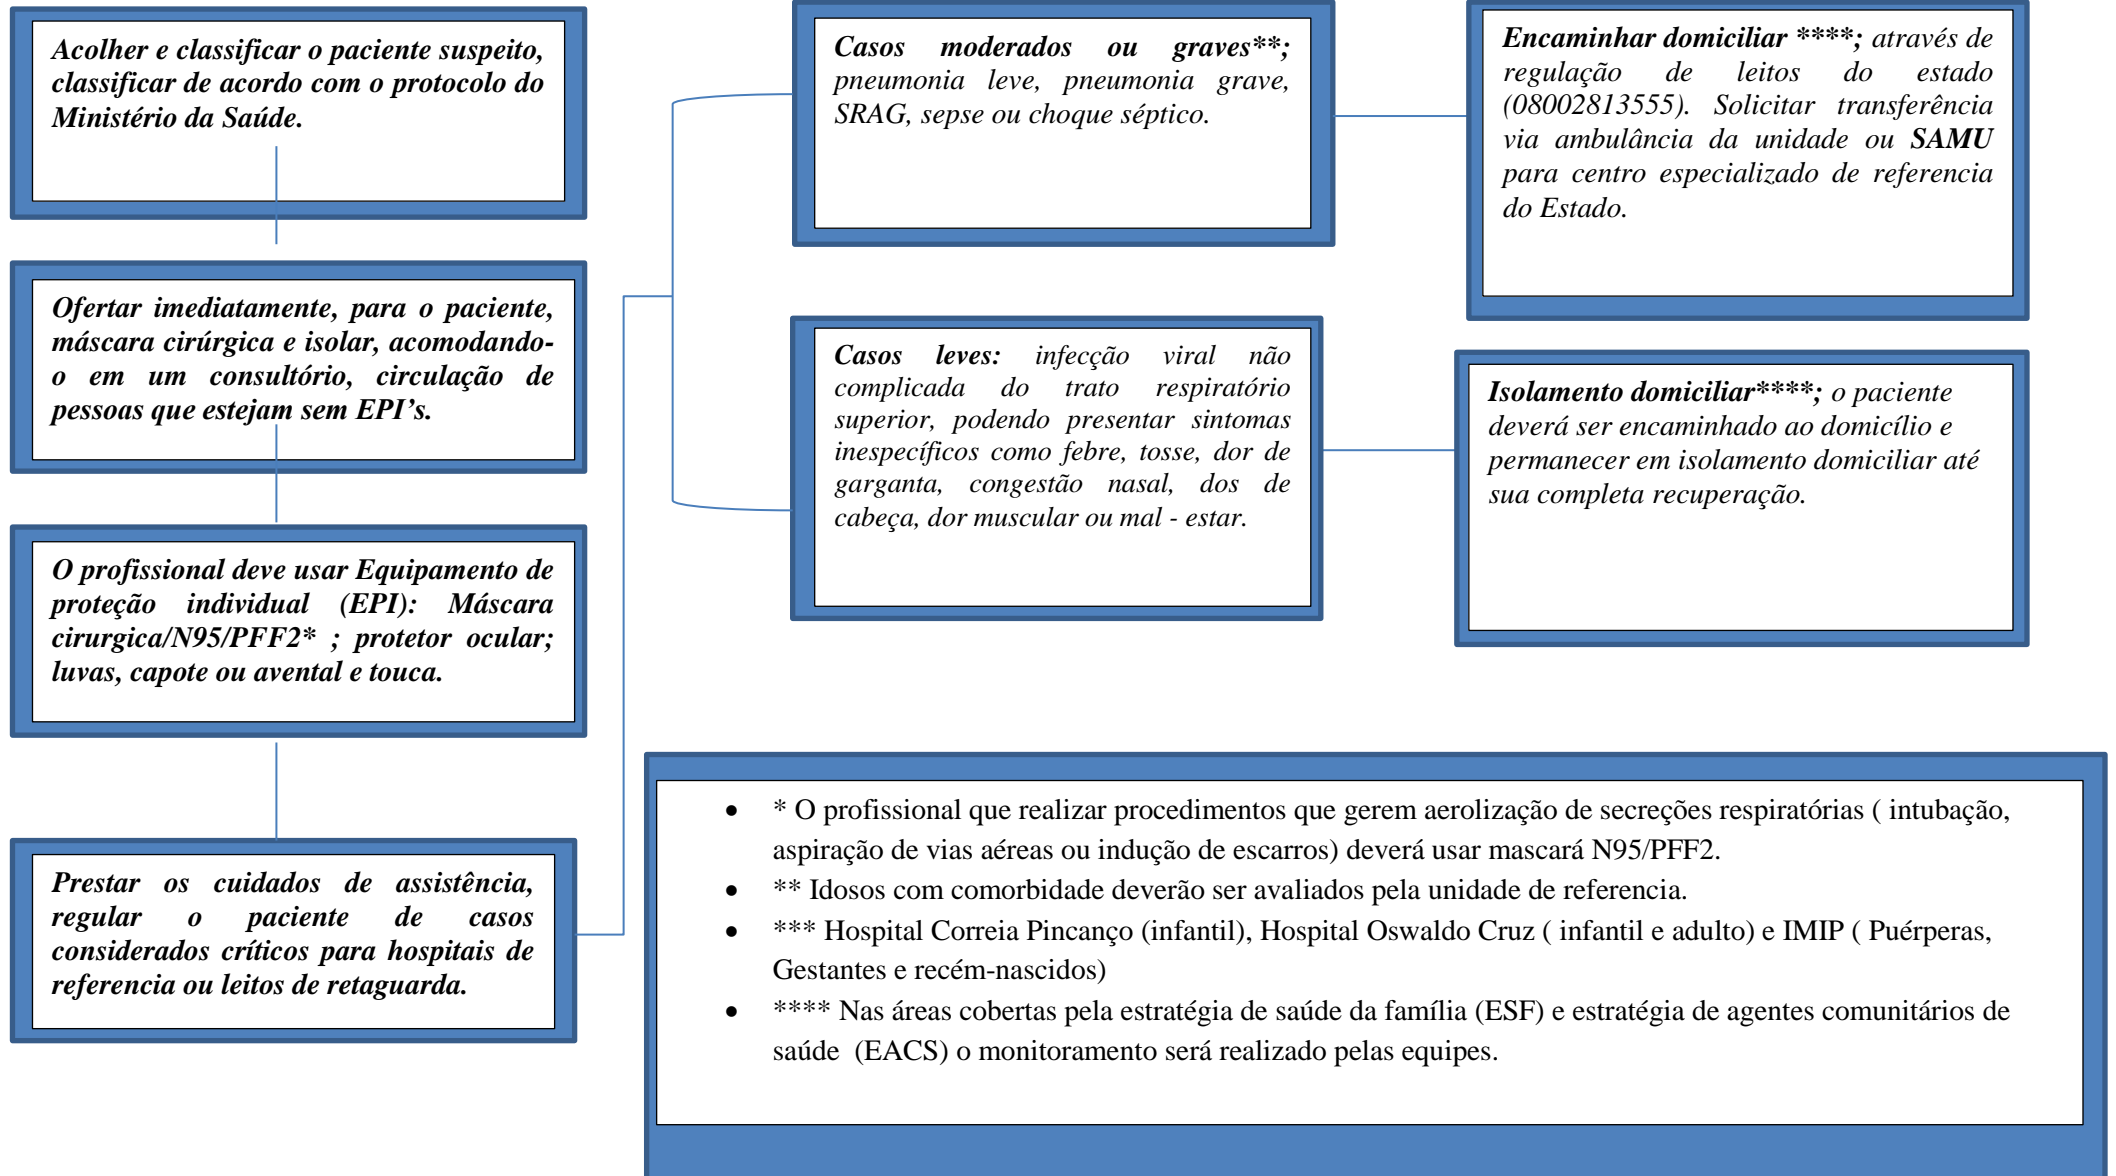 Acolher e classificar o paciente suspeito,
classificar de acordo com o protocolo do
Ministério da Saúde.
Ofertar imediatamente, para o paciente,
máscara cirúrgica e isolar, acomodando-
o em um consultório, circulação de
pessoas que estejam sem EPI’s.
O profissional deve usar Equipamento de
proteção individual (EPI): Máscara
cirurgica/N95/PFF2* ; protetor ocular;
luvas, capote ou avental e touca.
Prestar os cuidados de assistência,
regular o paciente de casos
considerados críticos para hospitais de
referencia ou leitos de retaguarda.
Casos moderados ou graves**;
pneumonia leve, pneumonia grave,
SRAG, sepse ou choque séptico.
Encaminhar domiciliar ****; através de
regulação de leitos do estado
(08002813555). Solicitar transferência
via ambulância da unidade ou SAMU
para centro especializado de referencia
do Estado.
Casos leves: infecção viral não
complicada do trato respiratório
superior, podendo presentar sintomas
inespecíficos como febre, tosse, dor de
garganta, congestão nasal, dos de
cabeça, dor muscular ou mal - estar.
Isolamento domiciliar****; o paciente
deverá ser encaminhado ao domicílio e
permanecer em isolamento domiciliar até
sua completa recuperação.
• * O profissional que realizar procedimentos que gerem aerolização de secreções respiratórias ( intubação,
aspiração de vias aéreas ou indução de escarros) deverá usar mascará N95/PFF2.
• ** Idosos com comorbidade deverão ser avaliados pela unidade de referencia.
• *** Hospital Correia Pincanço (infantil), Hospital Oswaldo Cruz ( infantil e adulto) e IMIP ( Puérperas,
Gestantes e recém-nascidos)
• **** Nas áreas cobertas pela estratégia de saúde da família (ESF) e estratégia de agentes comunitários de
saúde (EACS) o monitoramento será realizado pelas equipes.